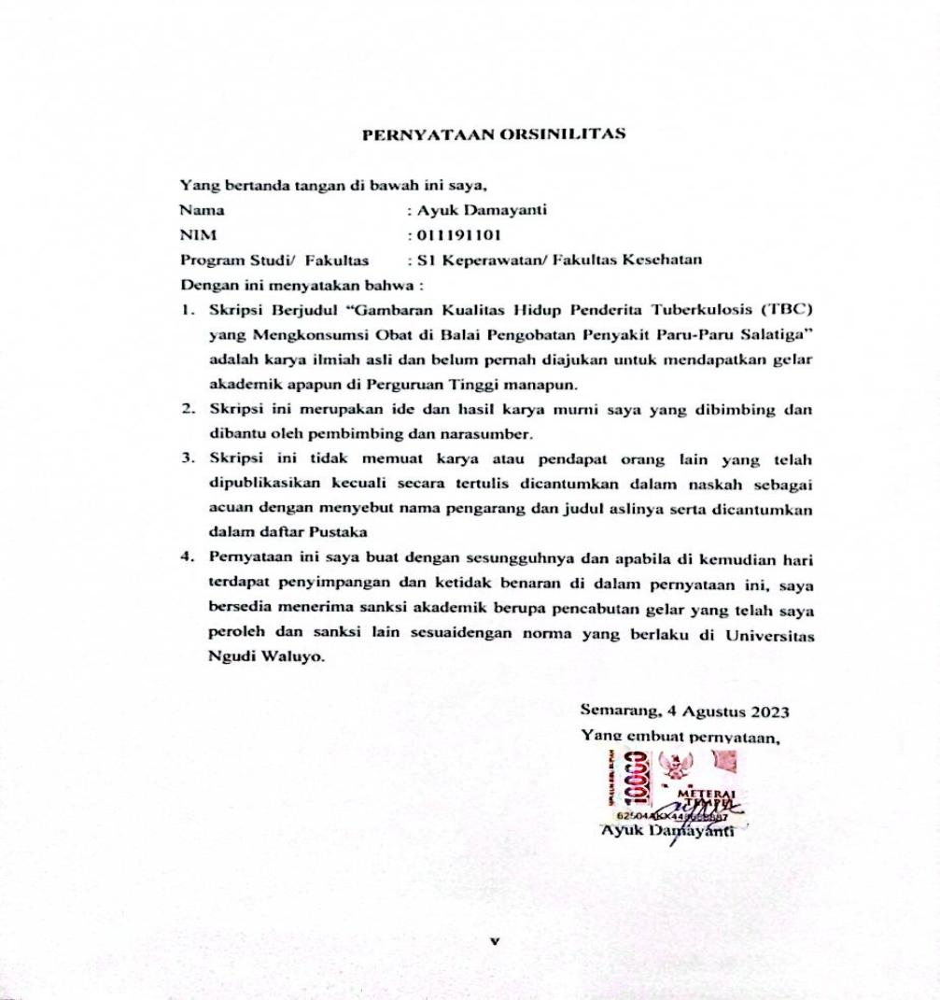 PERNYATAAN ORSINILITAS
Yang bertanda tangan di bawah ini saya,
Nama : Ayuk Damayanti
NIM : 011191101
Program Studi/ Fakultas : S1 Keperawatan/ Fakultas Kesehatan
Dengan ini menyatakan bahwa :
1. Skripsi Berjudul “Gambaran Kualitas Hidup Penderita Tuberkulosis (TBC)
yang Mengkonsumsi Obat di Balai Pengobatan Penyakit Paru-Paru Salatiga”
adalah karya ilmiah asli dan belum pernah diajukan untuk mendapatkan gelar
akademik apapun di Perguruan Tinggi manapun.
2. Skripsi ini merupakan ide dan hasil karya murni saya yang dibimbing dan
dibantu oleh pembimbing dan narasumber.
3. Skripsi ini tidak memuat karya atau pendapat orang lain yang telah
dipublikasikan kecuali secara tertulis dicantumkan dalam naskah sebagai
acuan dengan menyebut nama pengarang dan judul aslinya serta dicantumkan
dalam daftar Pustaka
4. Pernyataan ini saya buat dengan sesungguhnya dan apabila di kemudian hari
terdapat penyimpangan dan ketidak benaran di dalam pernyataan ini, saya
bersedia menerima sanksi akademik berupa pencabutan gelar yang telah saya
peroleh dan sanksi lain sesuaidengan norma yang berlaku di Universitas
Ngudi Waluyo.
Semarang, 4 Agustus 2023
Yang embuat pernyataan,
10000
METERAI
TEMPEL
Ayuk Damayanti
v